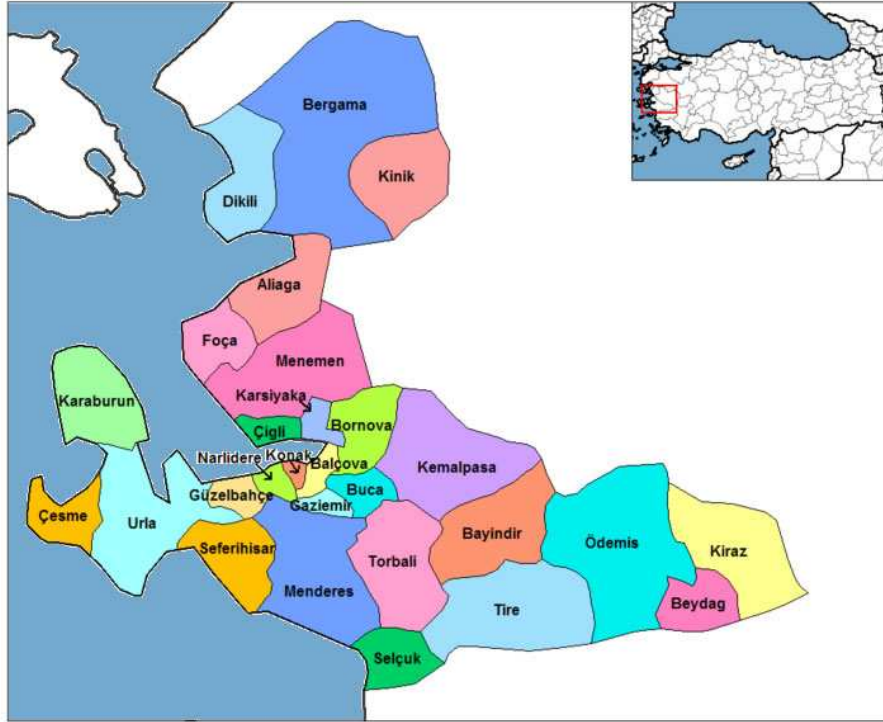 Bergama
Kinik
Dikili
Aliaga
Foça
Menemen
Karaburun
Karsiyaka
Çigli
Bornova
Narlidere
Konak
Balçova
Kemalpasa
Güzelbahçe
Buca
Gaziemir
Çesme
Urla
Seferihisar
Menderes
Torbali
Bayindir
Ödemis
Kiraz
Beydag
Tire
Selçuk